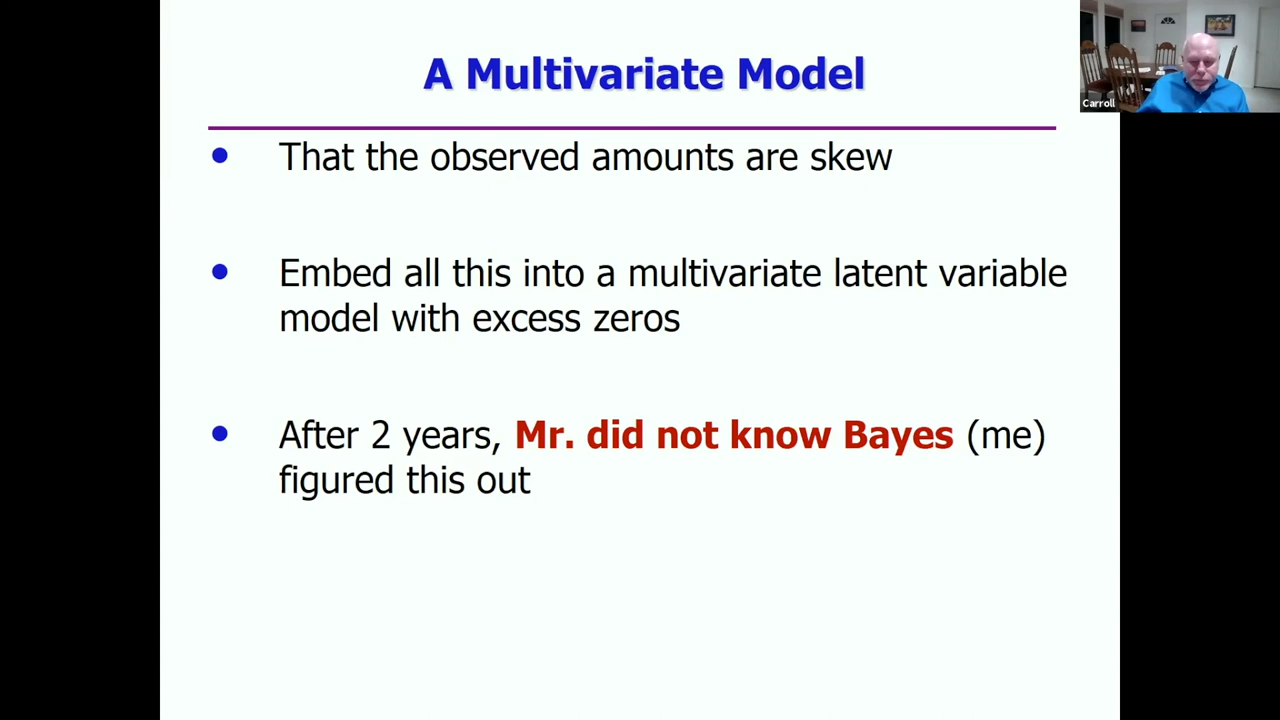 A Multivariate Model
Carroll
• That the observed amounts are skew
• Embed all this into a multivariate latent variable
model with excess zeros
• After 2 years, Mr. did not know Bayes (me)
figured this out